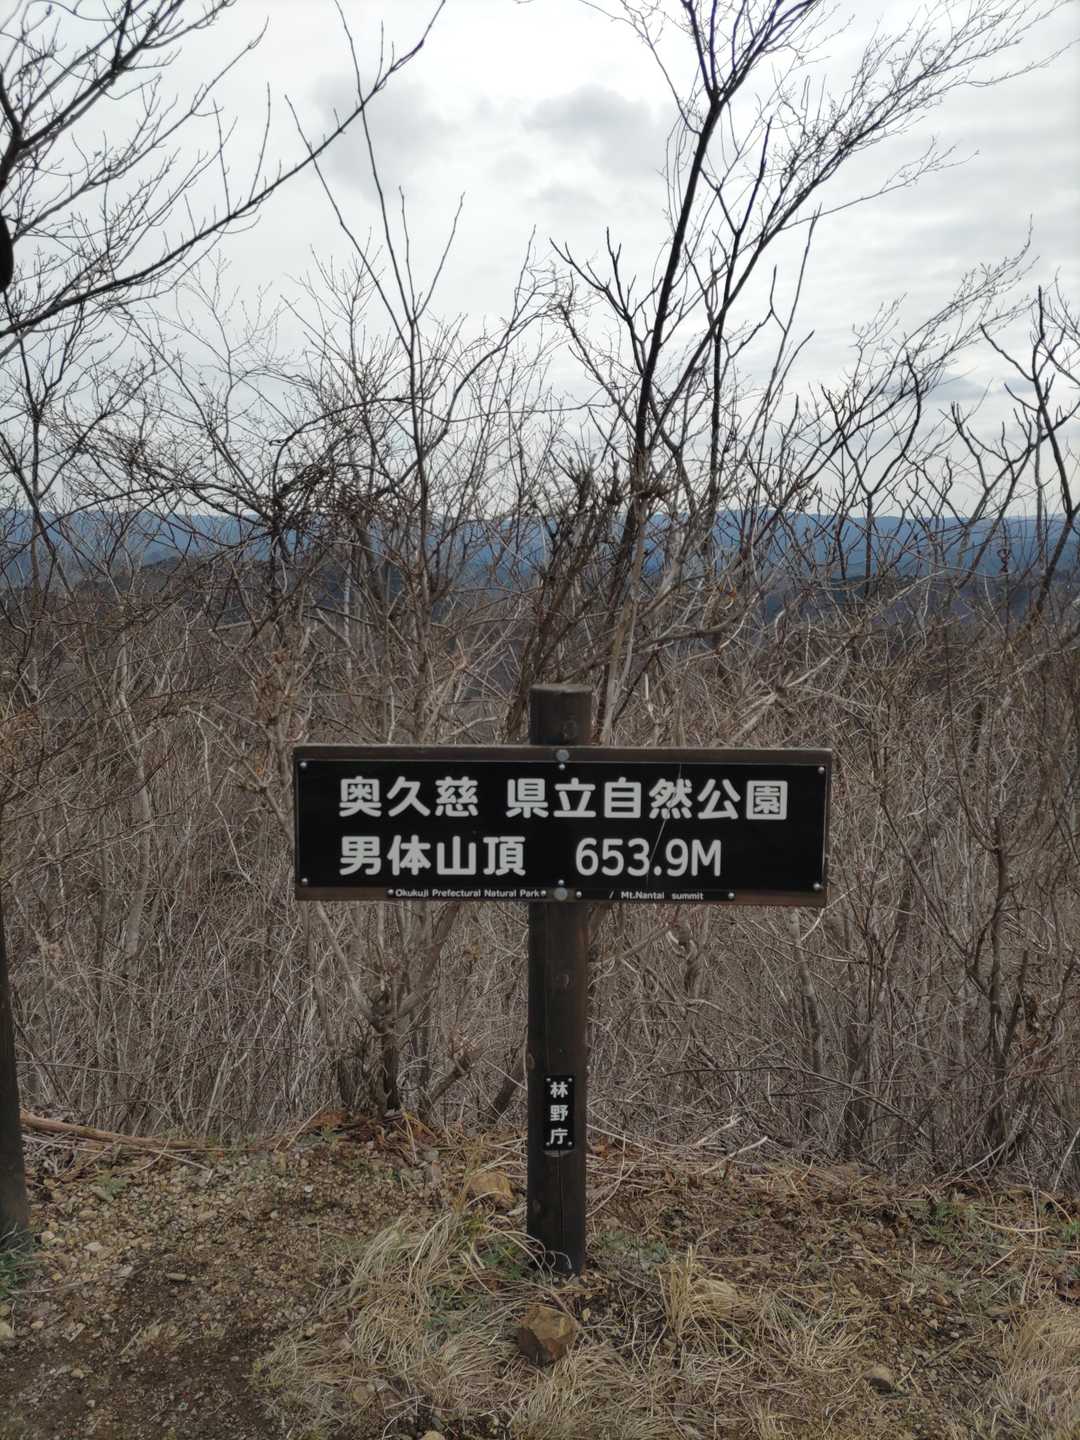 奥久慈 県立自然公園
男体山頂 653.9M
Okukuji Prefectural Natural Park / Mt.Nantai summit
林野庁